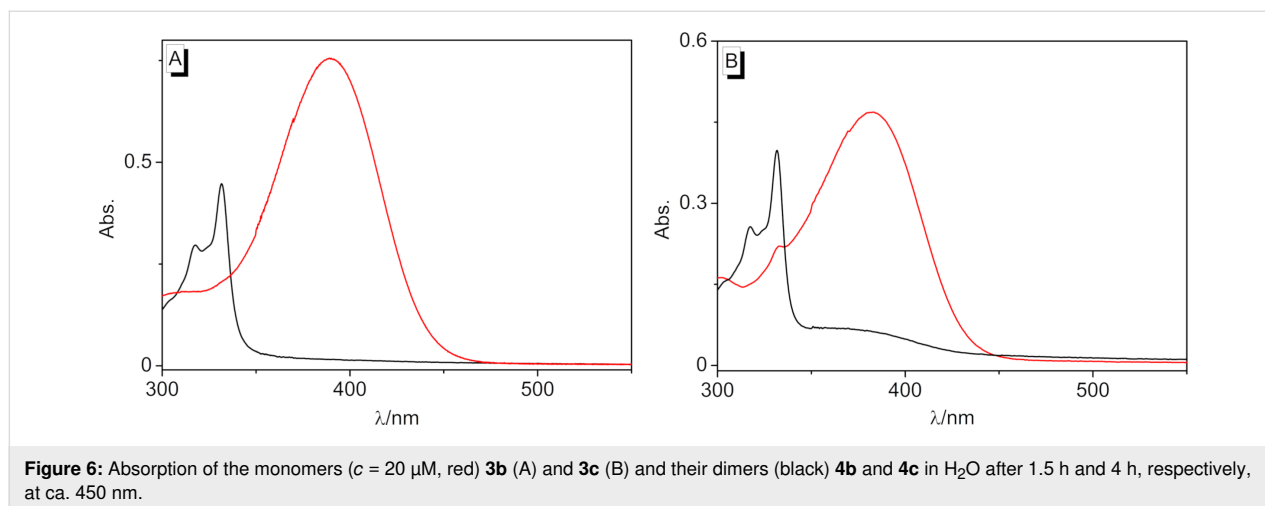 A
0.5
0
Abs.
300
400
500
λ/nm
B
0.6
0.3
0.0
Abs.
300
400
500
λ/nm
Figure 6: Absorption of the monomers (c = 20 µM, red) 3b (A) and 3c (B) and their dimers (black) 4b and 4c in H₂O after 1.5 h and 4 h, respectively,
at ca. 450 nm.